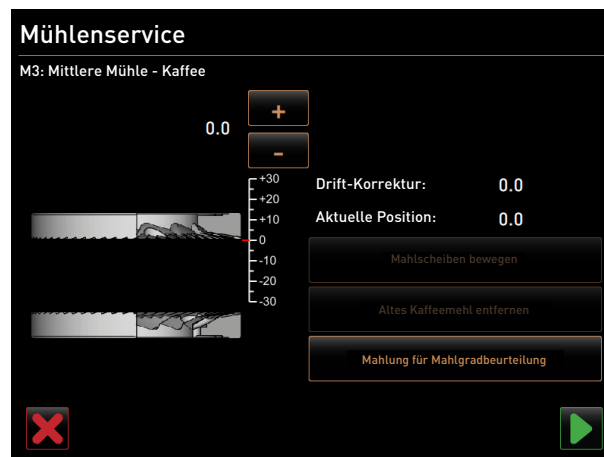 Mühlenservice
M3: Mittlere Mühle - Kaffee
0.0
+
-
+30
+20
+10
0
-10
-20
-30
Drift-Korrektur: 0.0
Aktuelle Position: 0.0
Mahlscheiben bewegen
Altes Kaffeemehl entfernen
Mahlung für Mahlgradbeurteilung